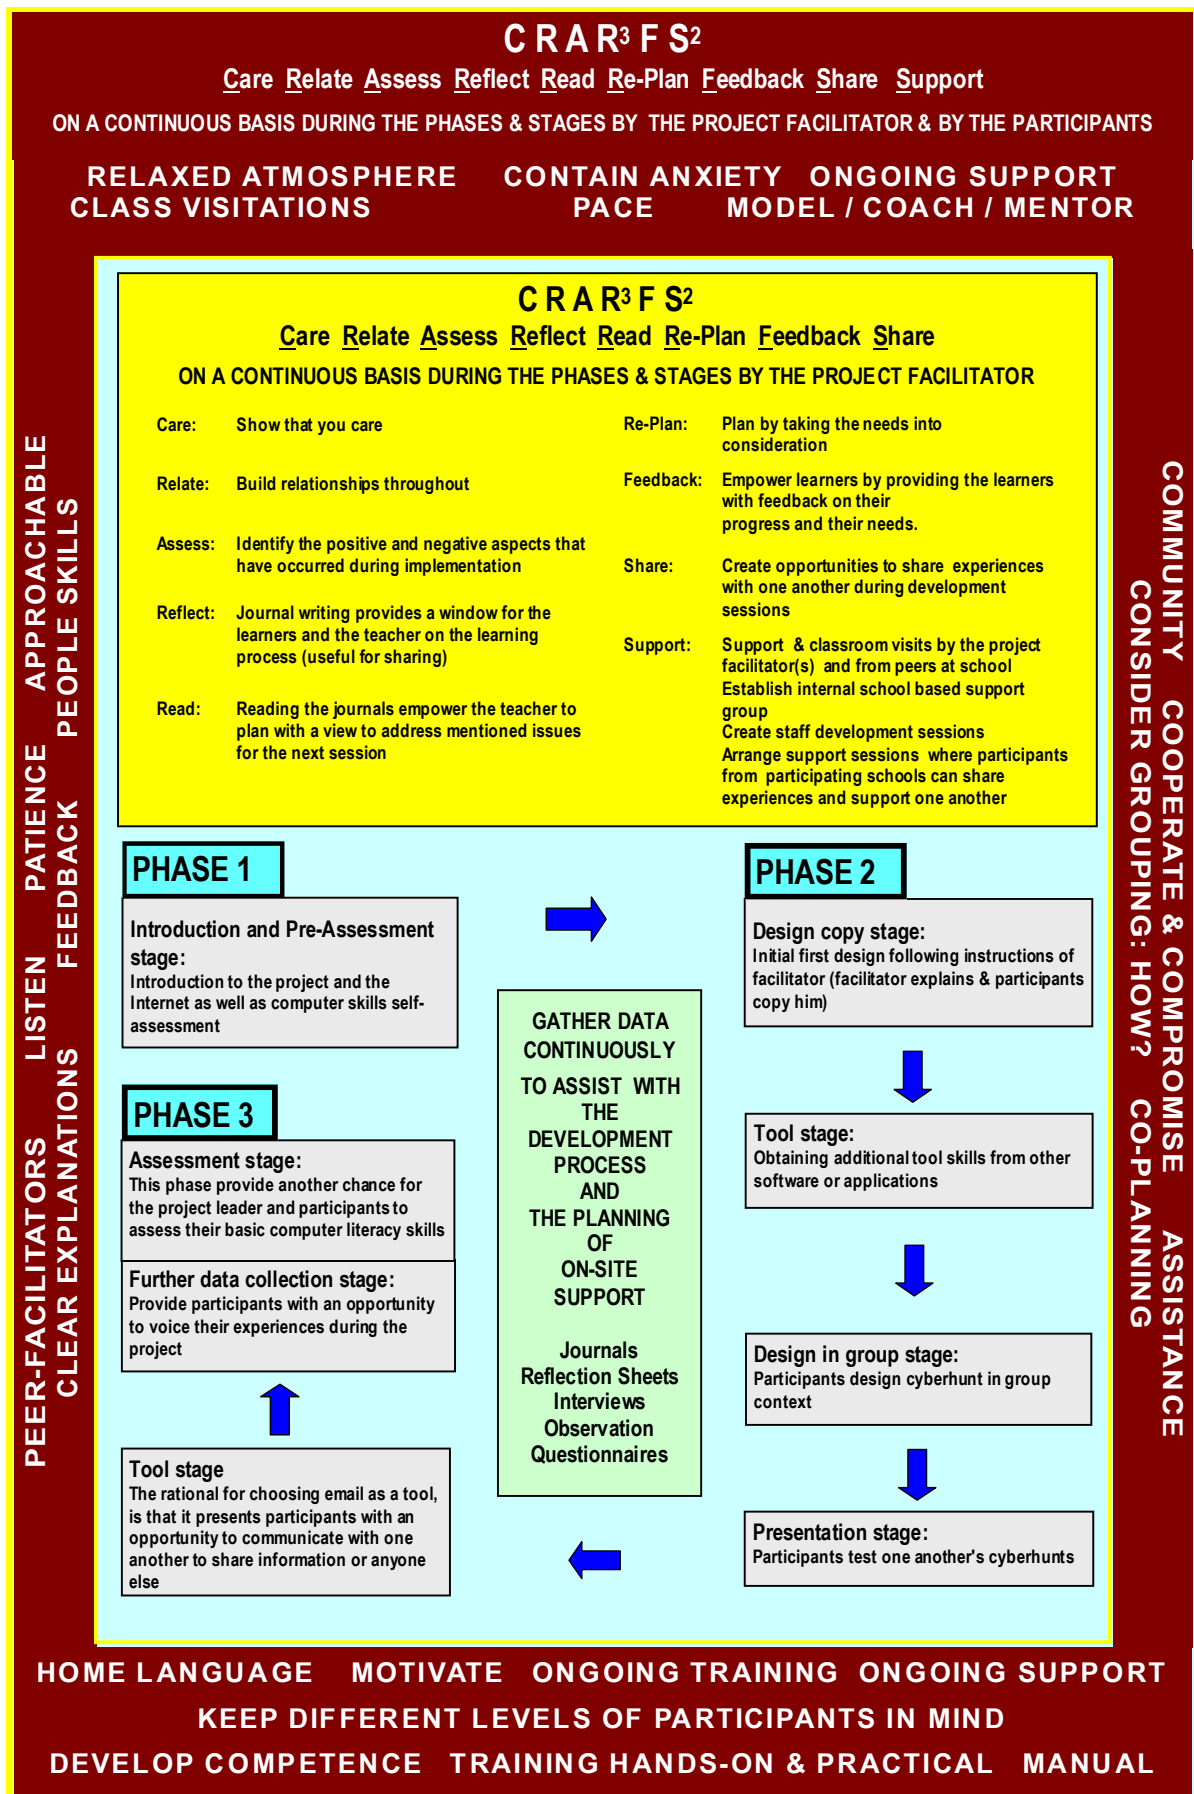 C R A R³ F S²
Care Relate Assess Reflect Read Re-Plan Feedback Share Support
ON A CONTINUOUS BASIS DURING THE PHASES & STAGES BY THE PROJECT FACILITATOR & BY THE PARTICIPANTS
RELAXED ATMOSPHERE CONTAIN ANXIETY ONGOING SUPPORT
CLASS VISITATIONS PACE MODEL / COACH / MENTOR
PEER-FACILITATORS LISTEN PATIENCE APPROACHABLE
CLEAR EXPLANATIONS FEEDBACK PEOPLE SKILLS
C R A R³ F S²
Care Relate Assess Reflect Read Re-Plan Feedback Share
ON A CONTINUOUS BASIS DURING THE PHASES & STAGES BY THE PROJECT FACILITATOR
Care: Show that you care
Relate: Build relationships throughout
Assess: Identify the positive and negative aspects that
have occurred during implementation
Reflect: Journal writing provides a window for the
learners and the teacher on the learning
process (useful for sharing)
Read: Reading the journals empower the teacher to
plan with a view to address mentioned issues
for the next session
Re-Plan: Plan by taking the needs into
consideration
Feedback: Empower learners by providing the learners
with feedback on their
progress and their needs.
Share: Create opportunities to share experiences
with one another during development
sessions
Support: Support & classroom visits by the project
facilitator(s) and from peers at school
Establish internal school based support
group
Create staff development sessions
Arrange support sessions where participants
from participating schools can share
experiences and support one another
PHASE 1
Introduction and Pre-Assessment
stage:
Introduction to the project and the
Internet as well as computer skills self-
assessment
PHASE 2
Design copy stage:
Initial first design following instructions of
facilitator (facilitator explains & participants
copy him)
Tool stage:
Obtaining additional tool skills from other
software or applications
Design in group stage:
Participants design cyberhunt in group
context
Presentation stage:
Participants test one another's cyberhunts
GATHER DATA
CONTINUOUSLY
TO ASSIST WITH
THE
DEVELOPMENT
PROCESS
AND
THE PLANNING
OF
ON-SITE
SUPPORT
Journals
Reflection Sheets
Interviews
Observation
Questionnaires
PHASE 3
Assessment stage:
This phase provide another chance for
the project leader and participants to
assess their basic computer literacy skills
Further data collection stage:
Provide participants with an opportunity
to voice their experiences during the
project
Tool stage
The rational for choosing email as a tool,
is that it presents participants with an
opportunity to communicate with one
another to share information or anyone
else
COMMUNITY COOPERATE & COMPROMISE ASSISTANCE
CONSIDER GROUPING: HOW? CO-PLANNING
HOME LANGUAGE MOTIVATE ONGOING TRAINING ONGOING SUPPORT
KEEP DIFFERENT LEVELS OF PARTICIPANTS IN MIND
DEVELOP COMPETENCE TRAINING HANDS-ON & PRACTICAL MANUAL